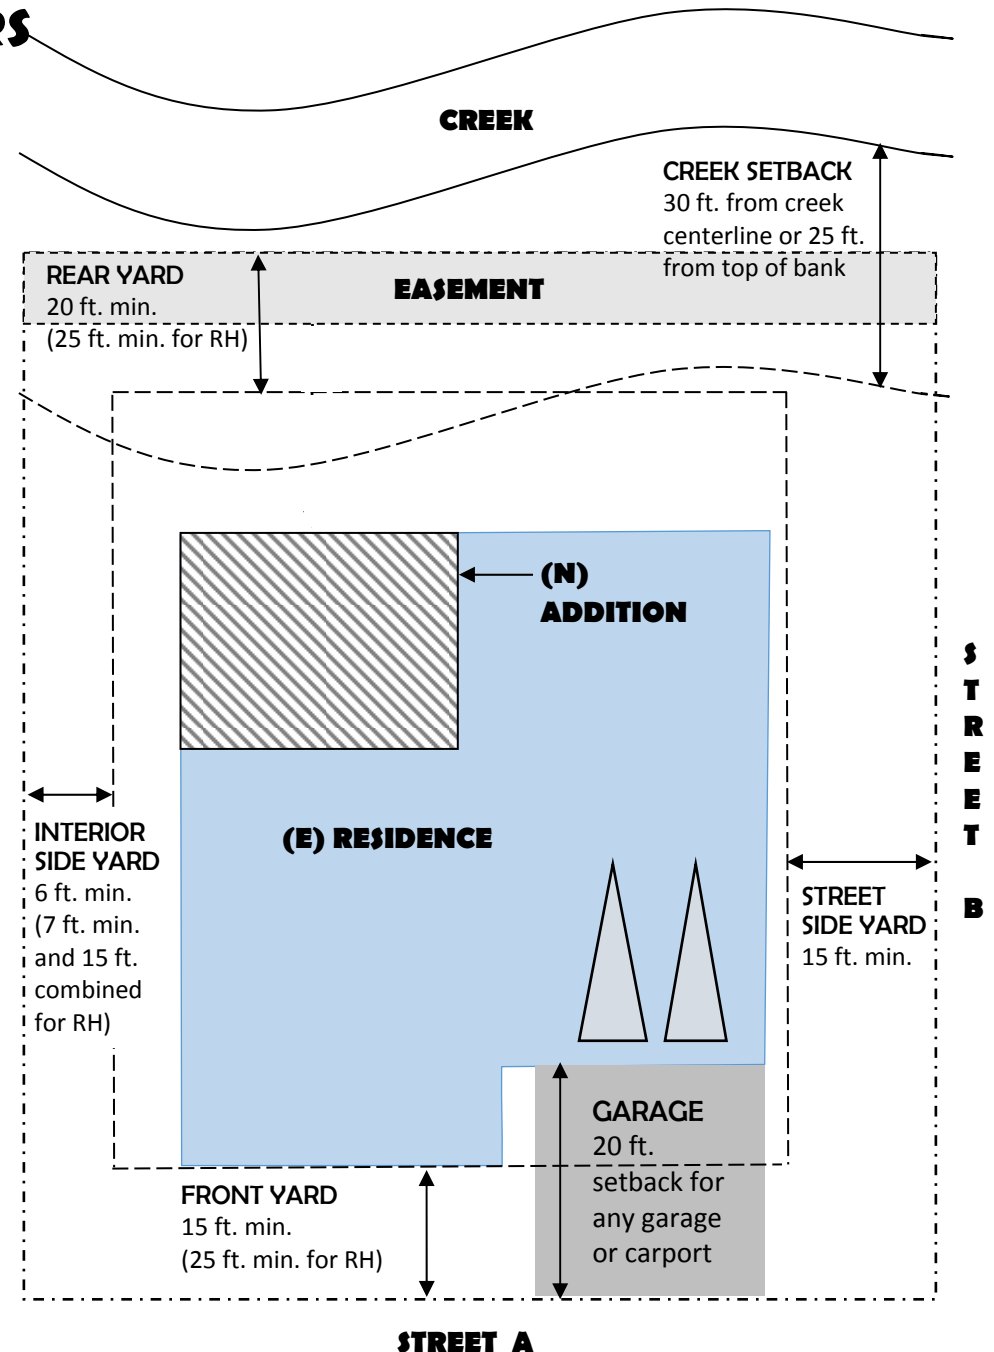 RS
CREEK
CREEK SETBACK
30 ft. from creek
centerline or 25 ft.
from top of bank
REAR YARD
20 ft. min.
(25 ft. min. for RH)
EASEMENT
(N)
ADDITION
(E) RESIDENCE
INTERIOR
SIDE YARD
6 ft. min.
(7 ft. min.
and 15 ft.
combined
for RH)
STREET
SIDE YARD
15 ft. min.
STREET B
GARAGE
20 ft.
setback for
any garage
or carport
FRONT YARD
15 ft. min.
(25 ft. min. for RH)
STREET A